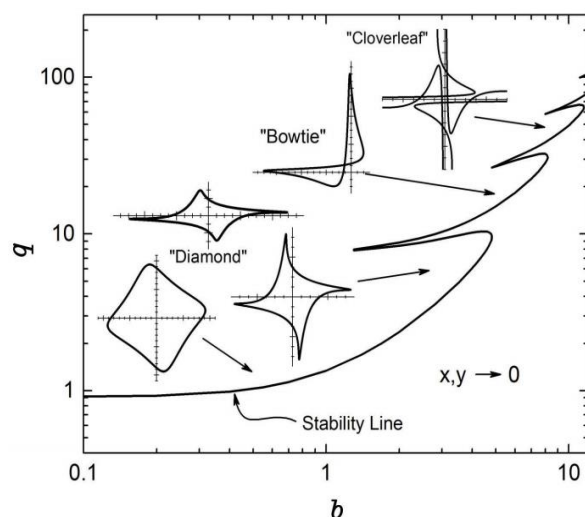 "Cloverleaf"
100
"Bowtie"
10
q
"Diamond"
x,y → 0
1
Stability Line
0.1
1
10
b